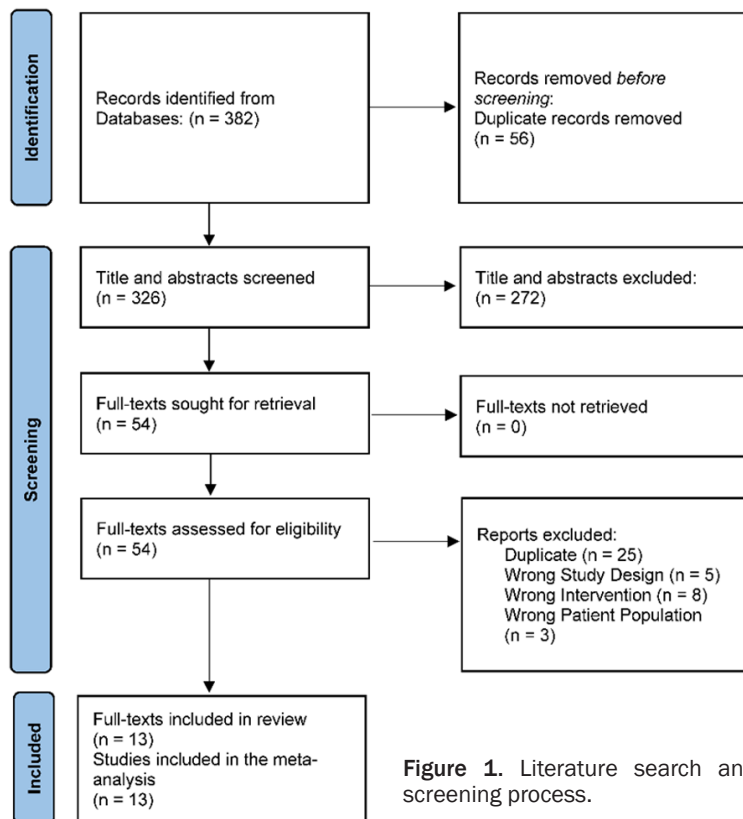 Identification
Records identified from
Databases: (n = 382)
Records removed before
screening:
Duplicate records removed
(n = 56)
Screening
Title and abstracts screened
(n = 326)
Title and abstracts excluded:
(n = 272)
Full-texts sought for retrieval
(n = 54)
Full-texts not retrieved
(n = 0)
Full-texts assessed for eligibility
(n = 54)
Reports excluded:
Duplicate (n = 25)
Wrong Study Design (n = 5)
Wrong Intervention (n = 8)
Wrong Patient Population
(n = 3)
Included
Full-texts included in review
(n = 13)
Studies included in the meta-
analysis
(n = 13)
Figure 1. Literature search an
screening process.